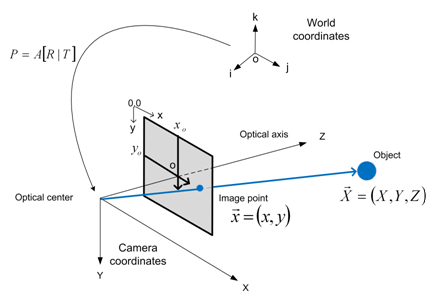 k
World
coordinates
o
i
j
P = A[R | T]
0,0
x
y
x_o
y_o
o
Optical axis
Z
Object
X⃗ = (X, Y, Z)
Optical center
Image point
x⃗ = (x, y)
Camera
coordinates
Y
X